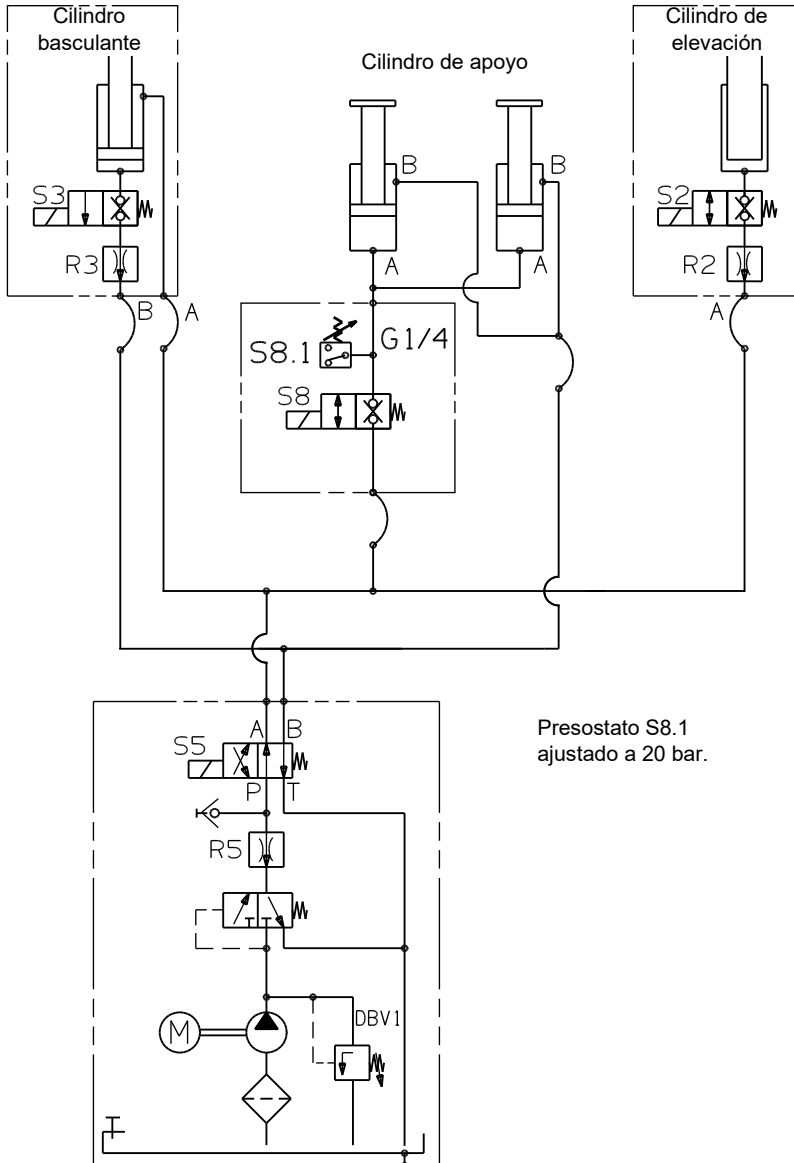 Cilindro
basculante
Cilindro de apoyo
Cilindro de
elevación
B
B
S3
S2
A
A
R3
R2
B
A
A
S8.1
G1/4
S8
A
B
S5
P
T
R5
Presostato S8.1
ajustado a 20 bar.
M
DBV1